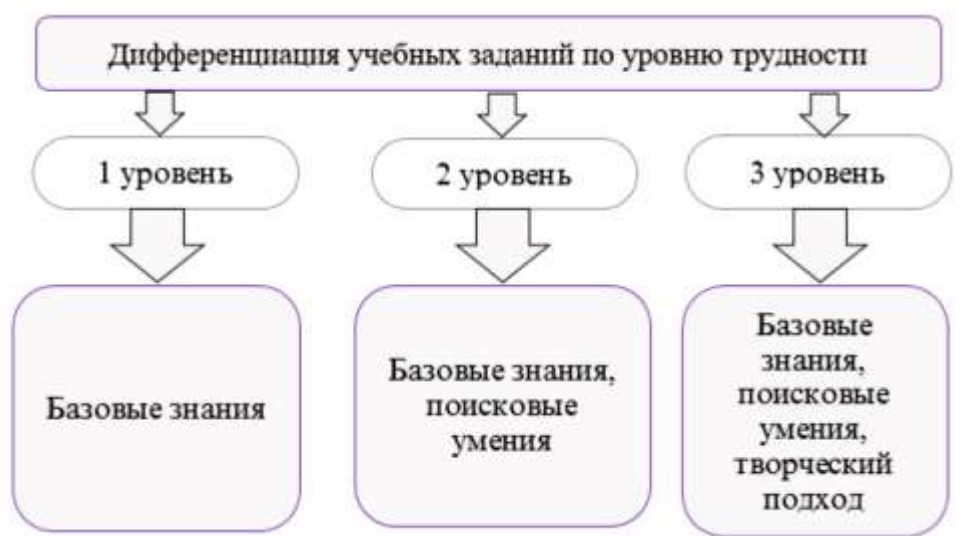 Дифференциация учебных заданий по уровню трудности
1 уровень
2 уровень
3 уровень
Базовые знания
Базовые знания,
поисковые
умения
Базовые
знания,
поисковые
умения,
творческий
подход